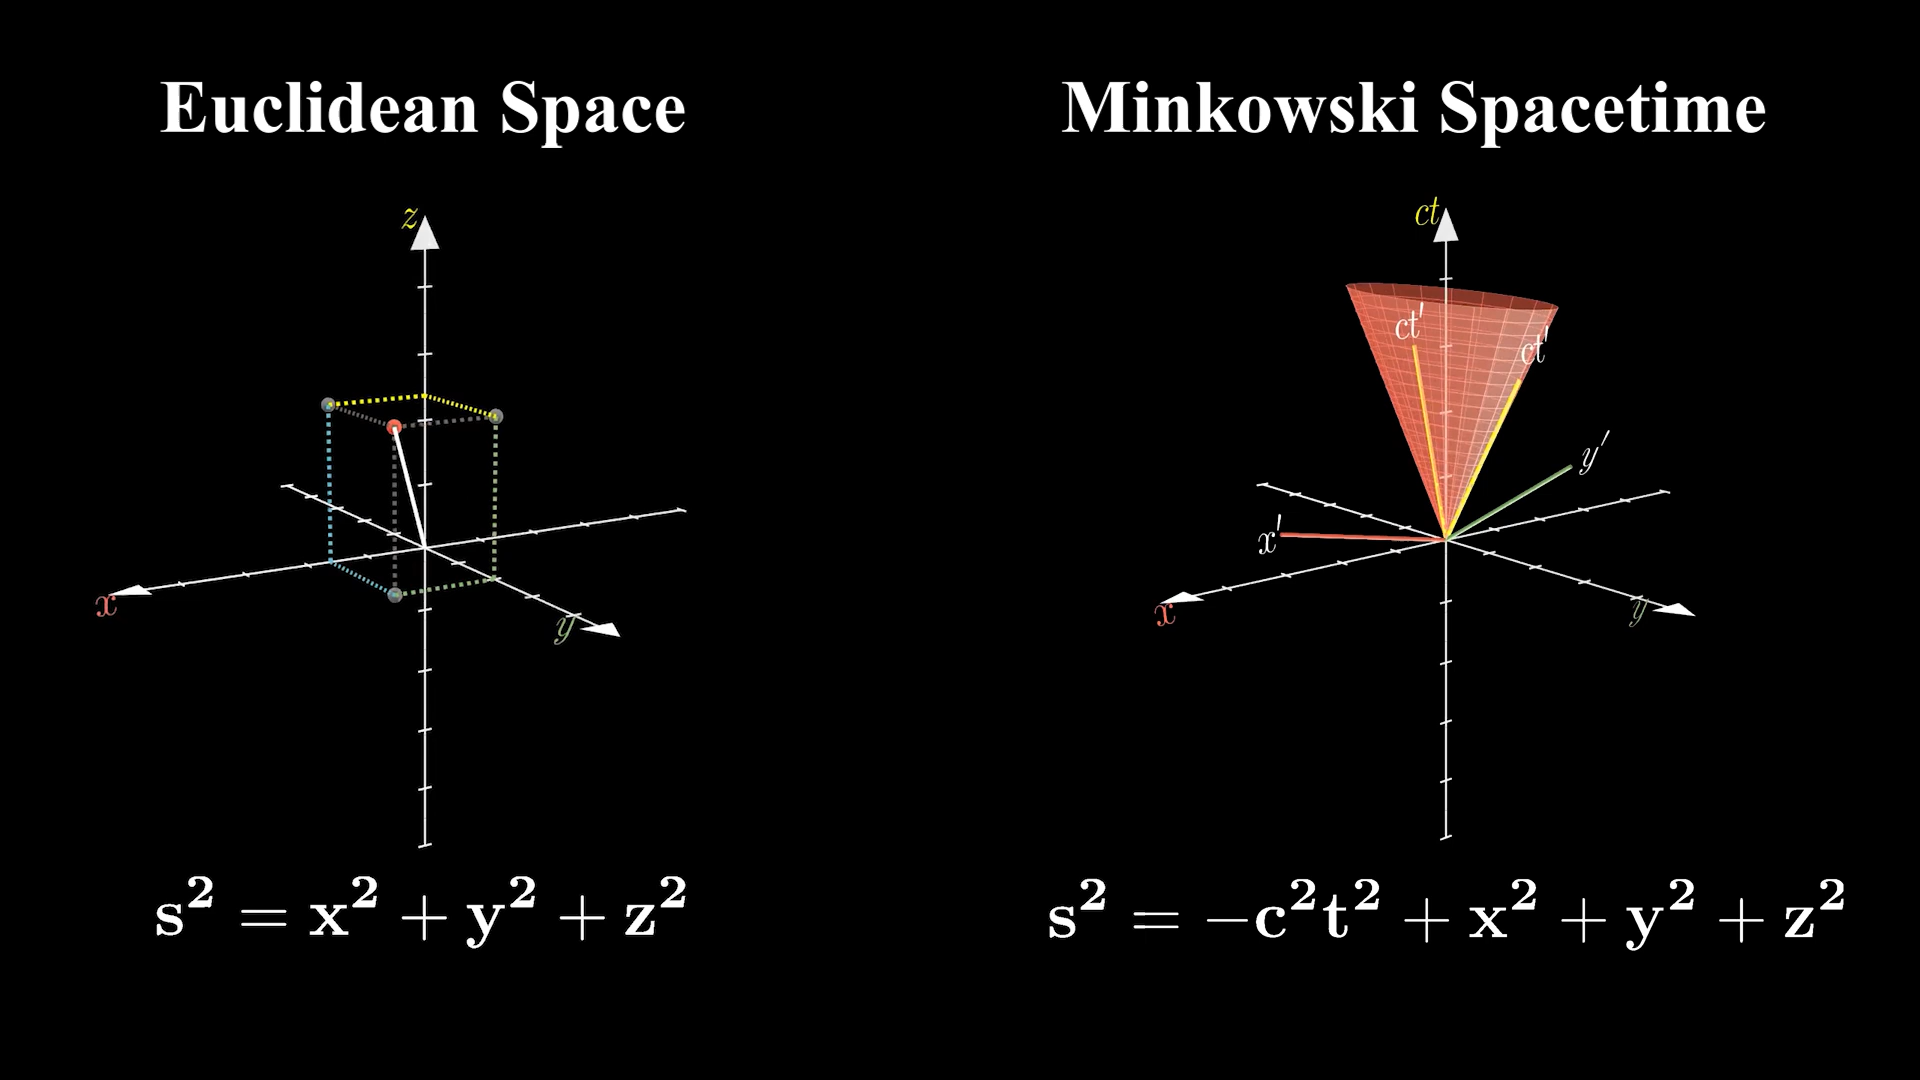 Euclidean Space
Minkowski Spacetime
z
x
y
ct
ct′
ct′
y′
x′
x
y
s² = x² + y² + z²
s² = −c²t² + x² + y² + z²